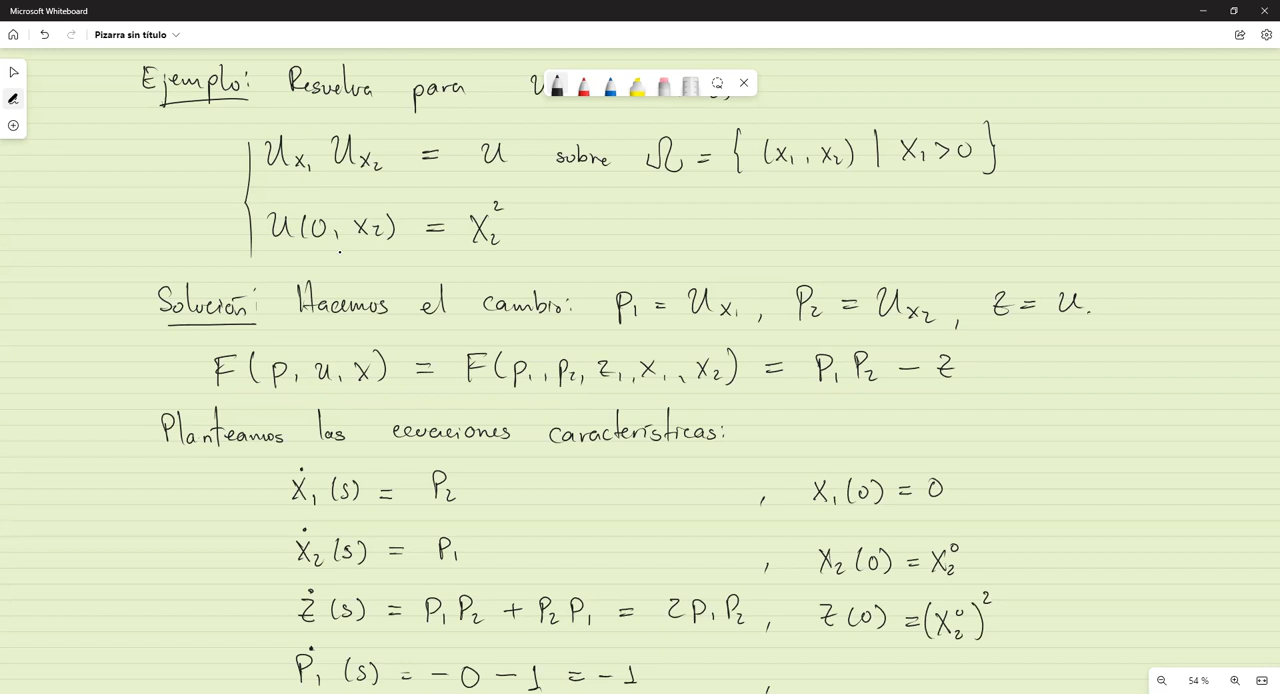 Microsoft Whiteboard
Pizarra sin título
Ejemplo: Resuelva para
U_{x_1} U_{x_2} = u sobre Ω = { (x_1, x_2) | x_1 > 0 }
U(0, x_2) = x_2^2
Solución: Hacemos el cambio: P_1 = U_{x_1}, P_2 = U_{x_2}, z = u.
F(p, u, x) = F(p_1, p_2, z_1, x_1, x_2) = P_1 P_2 - z
Planteamos las ecuaciones características:
ẋ_1(s) = P_2 , x_1(0) = 0
ẋ_2(s) = P_1 , x_2(0) = x_2^0
ż(s) = P_1 P_2 + P_2 P_1 = 2 P_1 P_2 , z(0) = (x_2^0)^2
Ṗ_1(s) = - 0 - 1 = - 1 ,
54 %